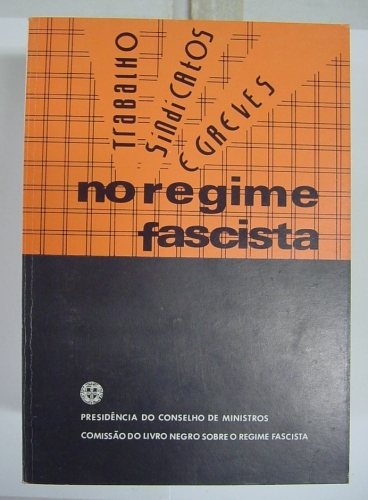 TRABALHO
SINDICATOS
E GREVES
no regime
fascista
PRESIDÊNCIA DO CONSELHO DE MINISTROS
COMISSÃO DO LIVRO NEGRO SOBRE O REGIME FASCISTA